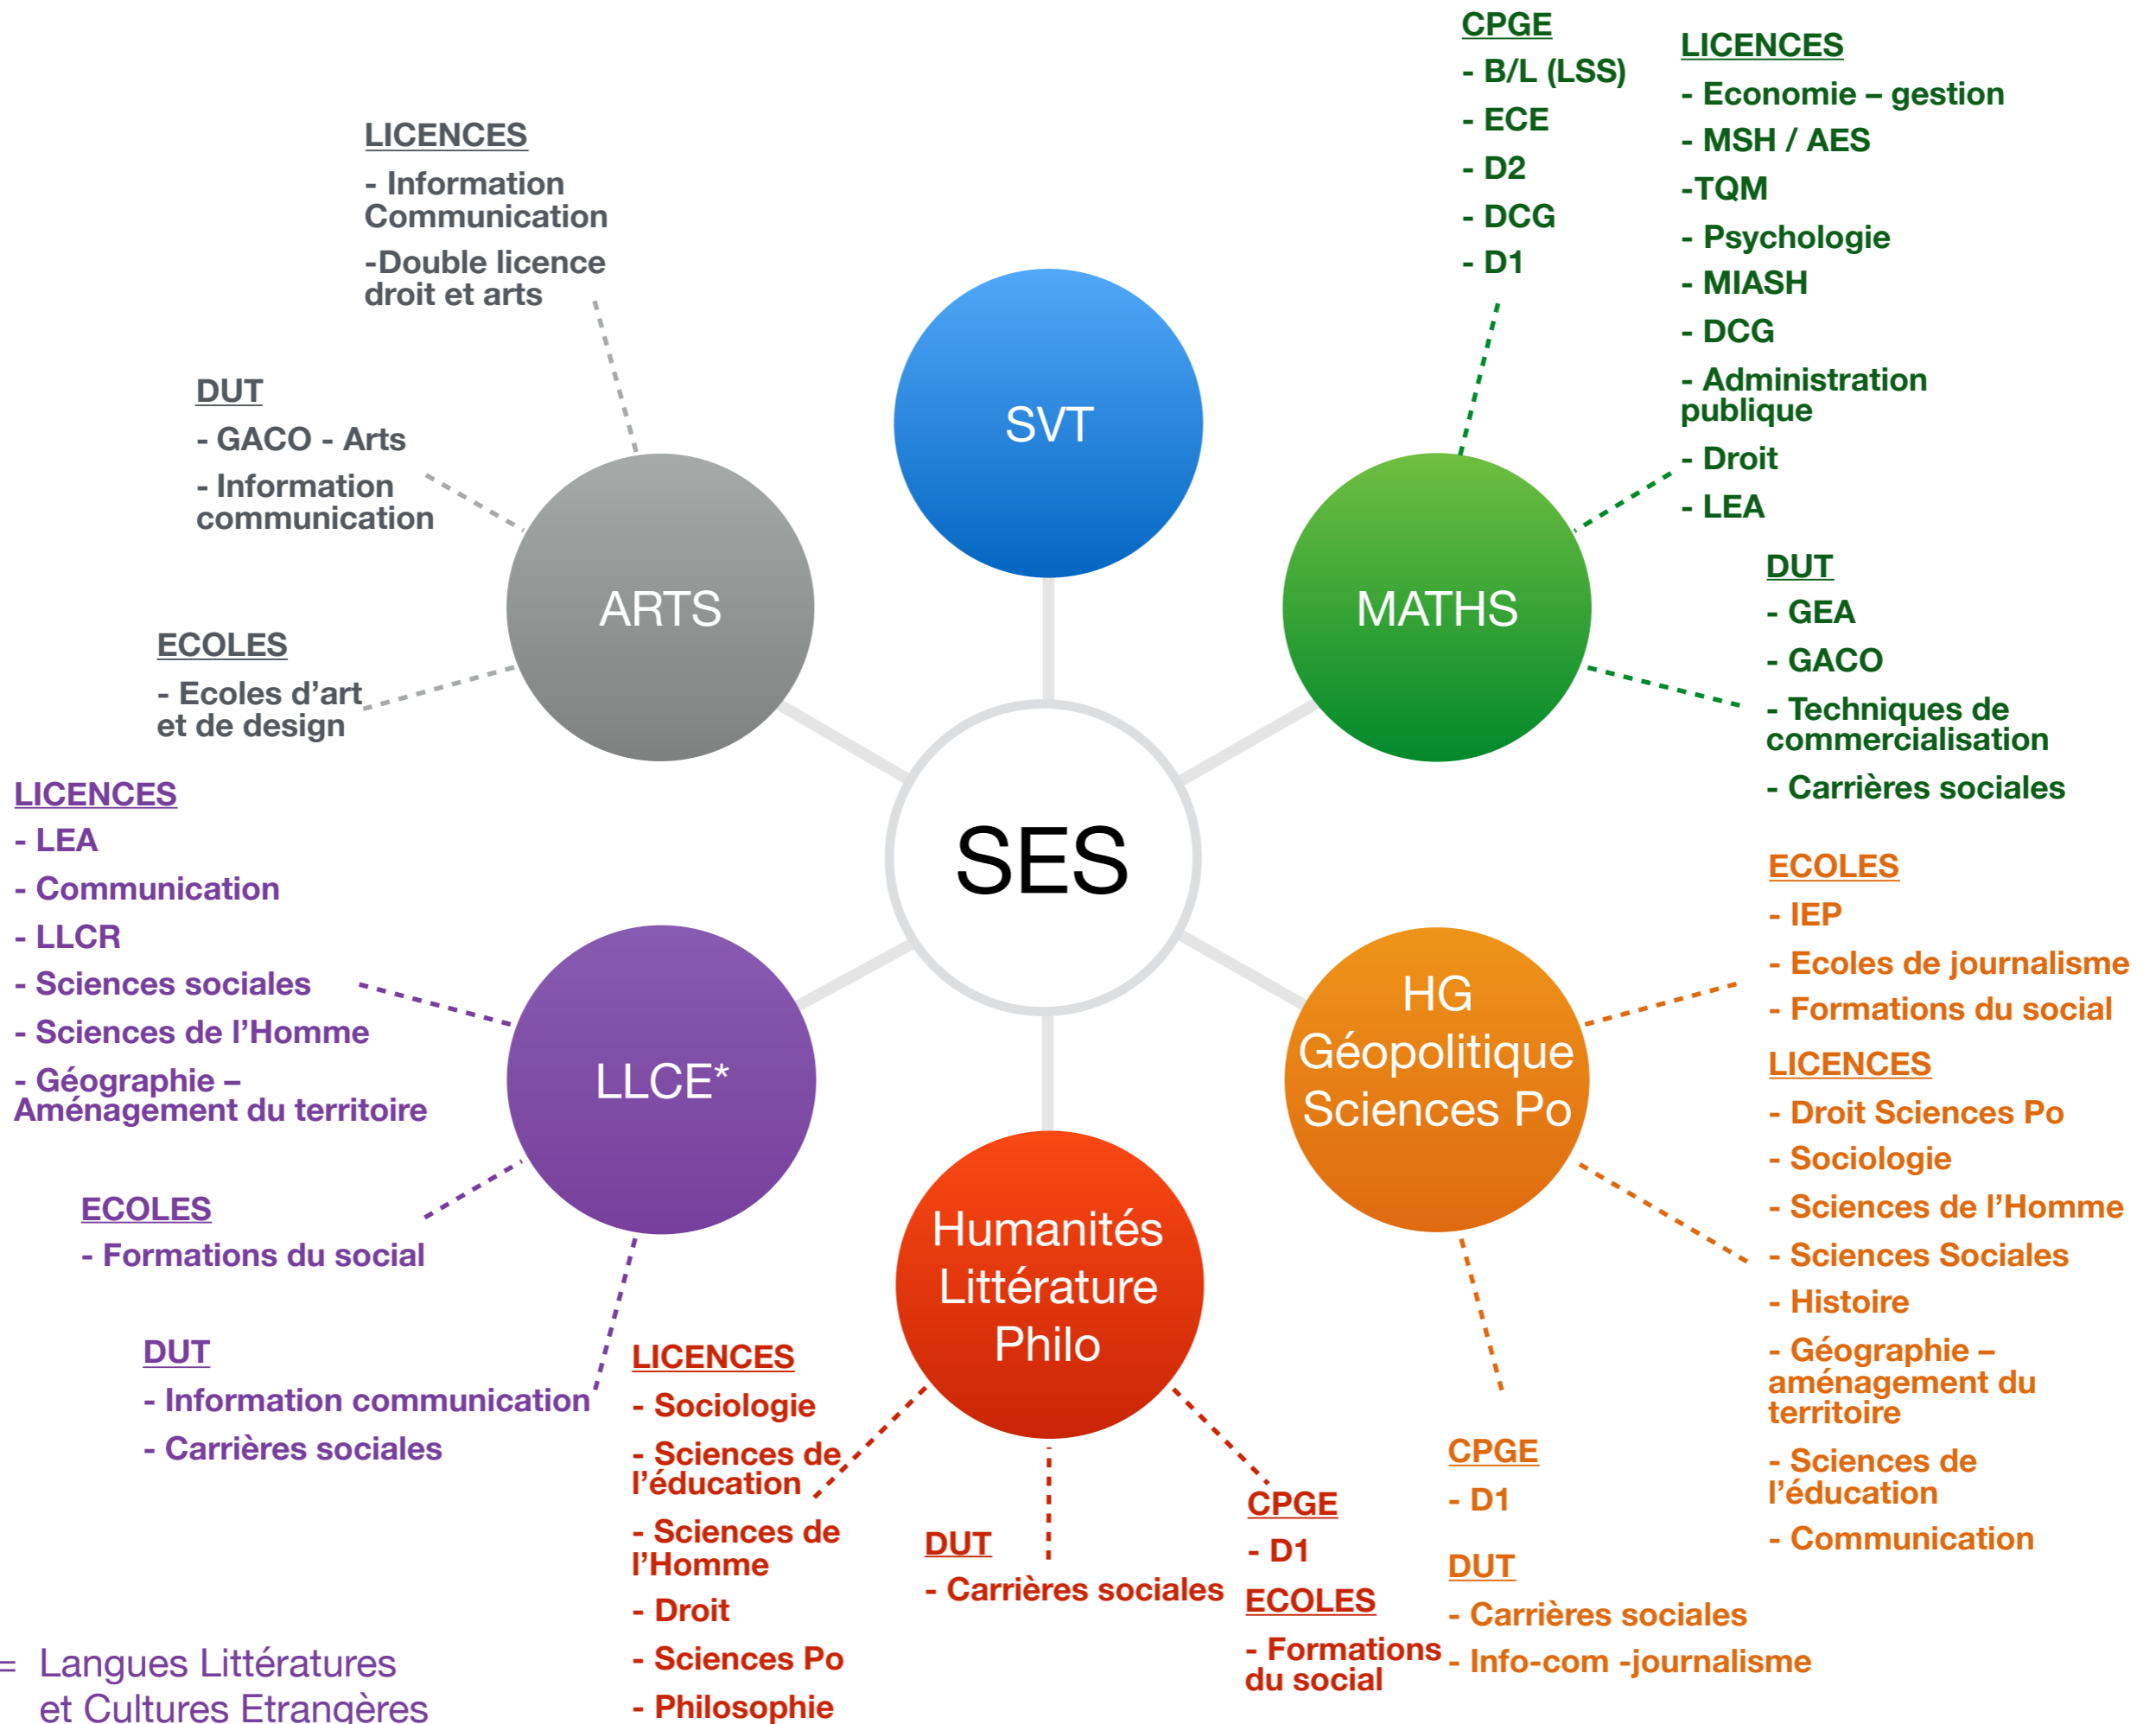 LICENCES
- Information
Communication
-Double licence
droit et arts
DUT
- GACO - Arts
- Information
communication
ECOLES
- Ecoles d’art
et de design
ARTS
SVT
CPGE
- B/L (LSS)
- ECE
- D2
- DCG
- D1
LICENCES
- Economie – gestion
- MSH / AES
-TQM
- Psychologie
- MIASH
- DCG
- Administration
publique
- Droit
- LEA
MATHS
DUT
- GEA
- GACO
- Techniques de
commercialisation
- Carrières sociales
SES
LICENCES
- LEA
- Communication
- LLCR
- Sciences sociales
- Sciences de l’Homme
- Géographie –
Aménagement du territoire
LLCE*
ECOLES
- Formations du social
DUT
- Information communication
- Carrières sociales
HG
Géopolitique
Sciences Po
ECOLES
- IEP
- Ecoles de journalisme
- Formations du social
LICENCES
- Droit Sciences Po
- Sociologie
- Sciences de l’Homme
- Sciences Sociales
- Histoire
- Géographie –
aménagement du
territoire
- Sciences de
l’éducation
- Communication
CPGE
- D1
DUT
- Carrières sociales
- Info-com -journalisme
Humanités
Littérature
Philo
LICENCES
- Sociologie
- Sciences de
l’éducation
- Sciences de
l’Homme
- Droit
- Sciences Po
- Philosophie
DUT
- Carrières sociales
CPGE
- D1
ECOLES
- Formations
du social
= Langues Littératures
et Cultures Etrangères